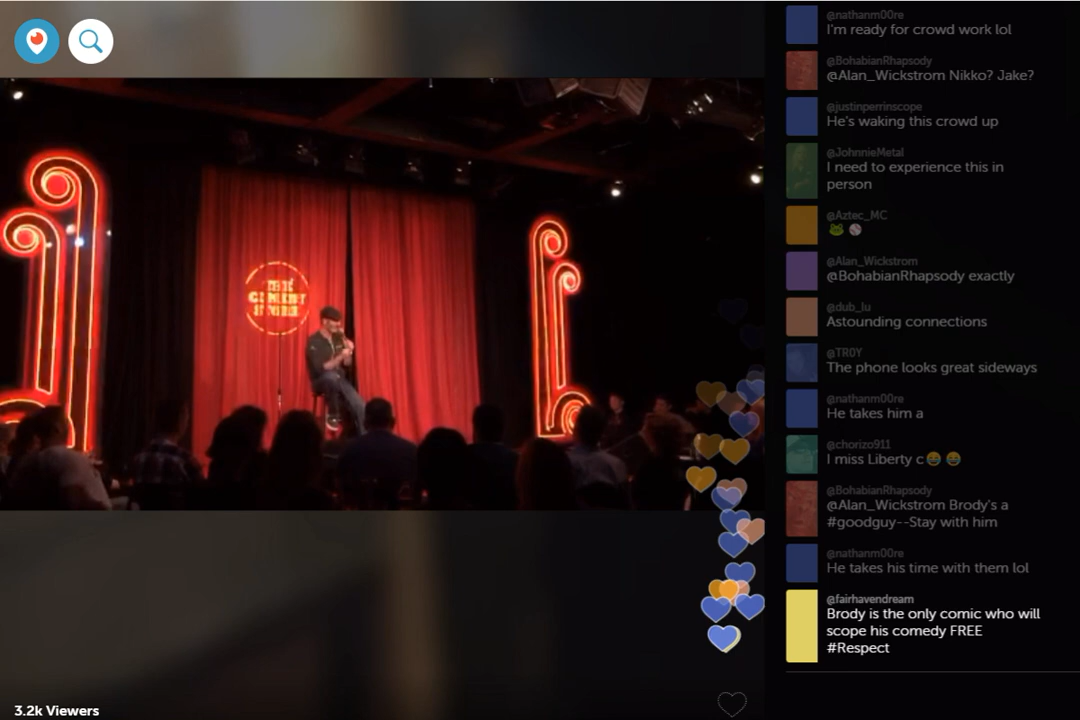 THE
COMEDY
STORE
3.2k Viewers
@nathanm00re
I'm ready for crowd work lol
@BohabianRhapsody
@Alan_Wickstrom Nikko? Jake?
@justinperrinscope
He's waking this crowd up
@JohnnieMetal
I need to experience this in
person
@Aztec_MC
🐸 ⚾
@Alan_Wickstrom
@BohabianRhapsody exactly
@dub_lu
Astounding connections
@TR0Y
The phone looks great sideways
@nathanm00re
He takes him a
@chorizo911
I miss Liberty c😂 😂
@BohabianRhapsody
@Alan_Wickstrom Brody's a
#goodguy--Stay with him
@nathanm00re
He takes his time with them lol
@fairhavendream
Brody is the only comic who will
scope his comedy FREE
#Respect